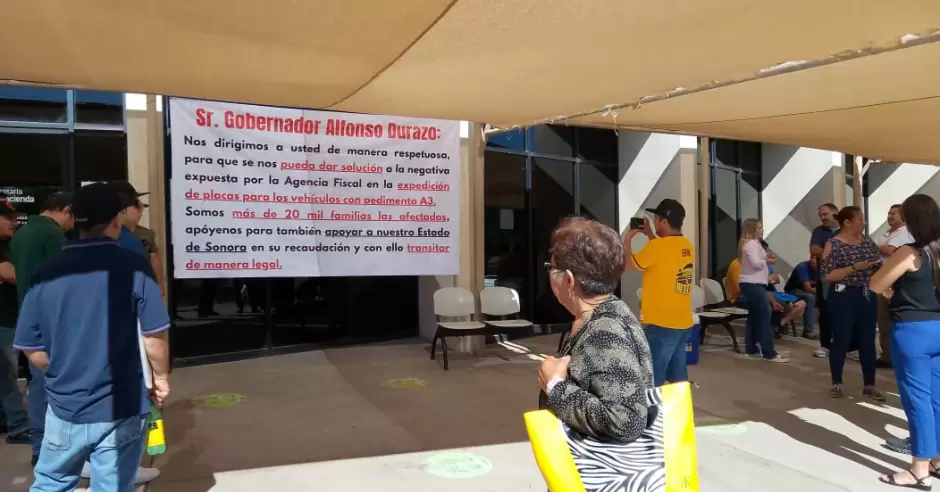 Sr. Gobernador Alfonso Durazo:
Nos dirigimos a usted de manera respetuosa,
para que se nos pueda dar solución a la negativa
expuesta por la Agencia Fiscal en la expedición
de placas para los vehículos con pedimento A3.
Somos más de 20 mil familias las afectadas,
apóyenos para también apoyar a nuestro Estado
de Sonora en su recaudación y con ello transitar
de manera legal.